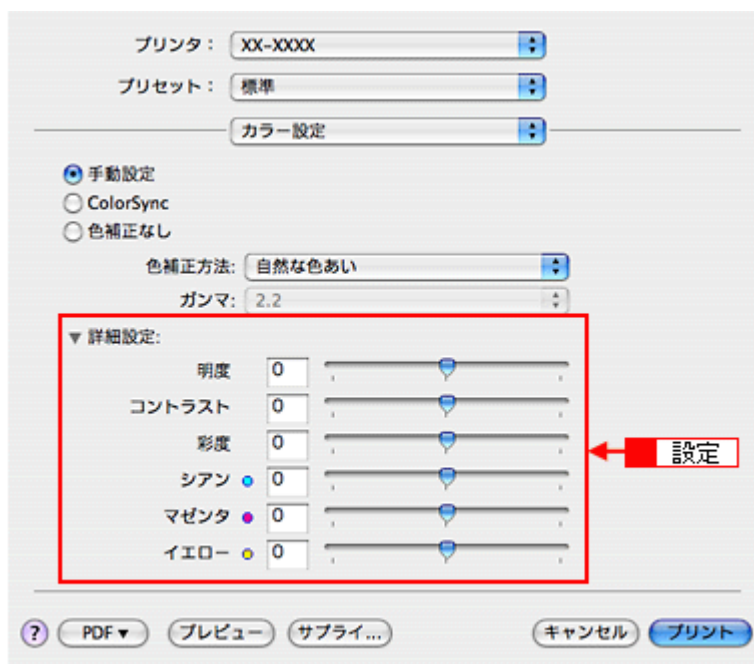 プリンタ： XX-XXXX
プリセット： 標準
カラー設定
手動設定
ColorSync
色補正なし
色補正方法: 自然な色あい
ガンマ: 2.2
▼ 詳細設定:
明度 0
コントラスト 0
彩度 0
シアン 0
マゼンタ 0
イエロー 0
設定
? PDF▼ プレビュー サプライ... キャンセル プリント